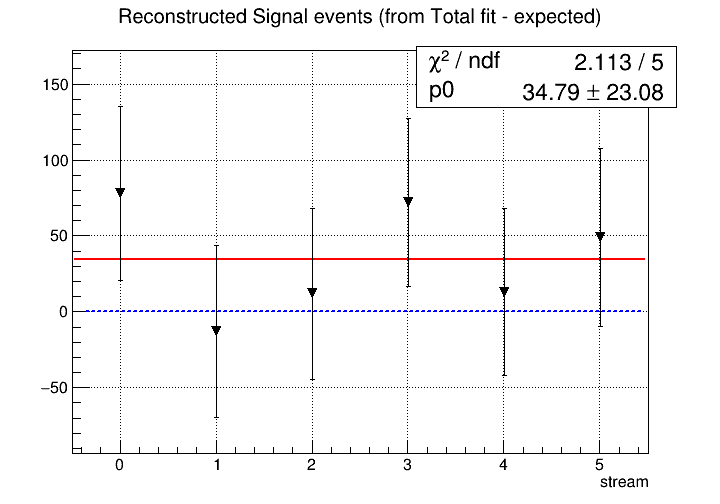 Reconstructed Signal events (from Total fit - expected)
χ² / ndf 2.113 / 5
p0 34.79 ± 23.08
150
100
50
0
−50
0 1 2 3 4 5
stream